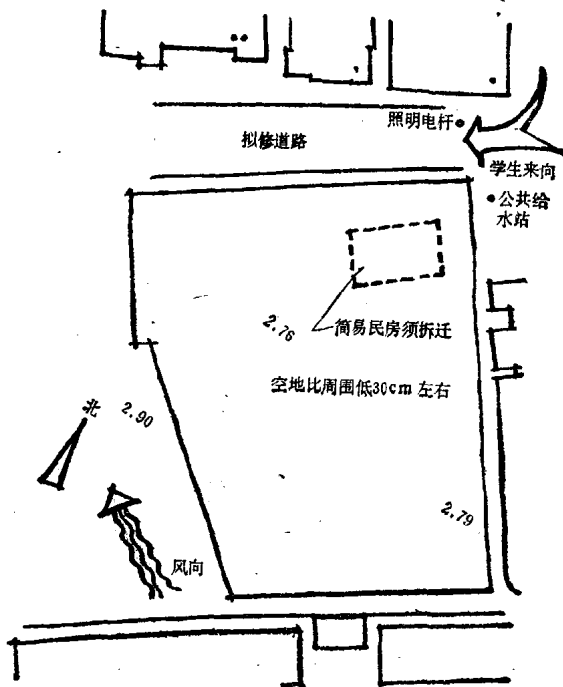 照明电杆
拟修道路
学生来向
公共给
水站
2.76
简易民房须拆迁
空地比周围低30cm 左右
北
2.90
2.79
风向